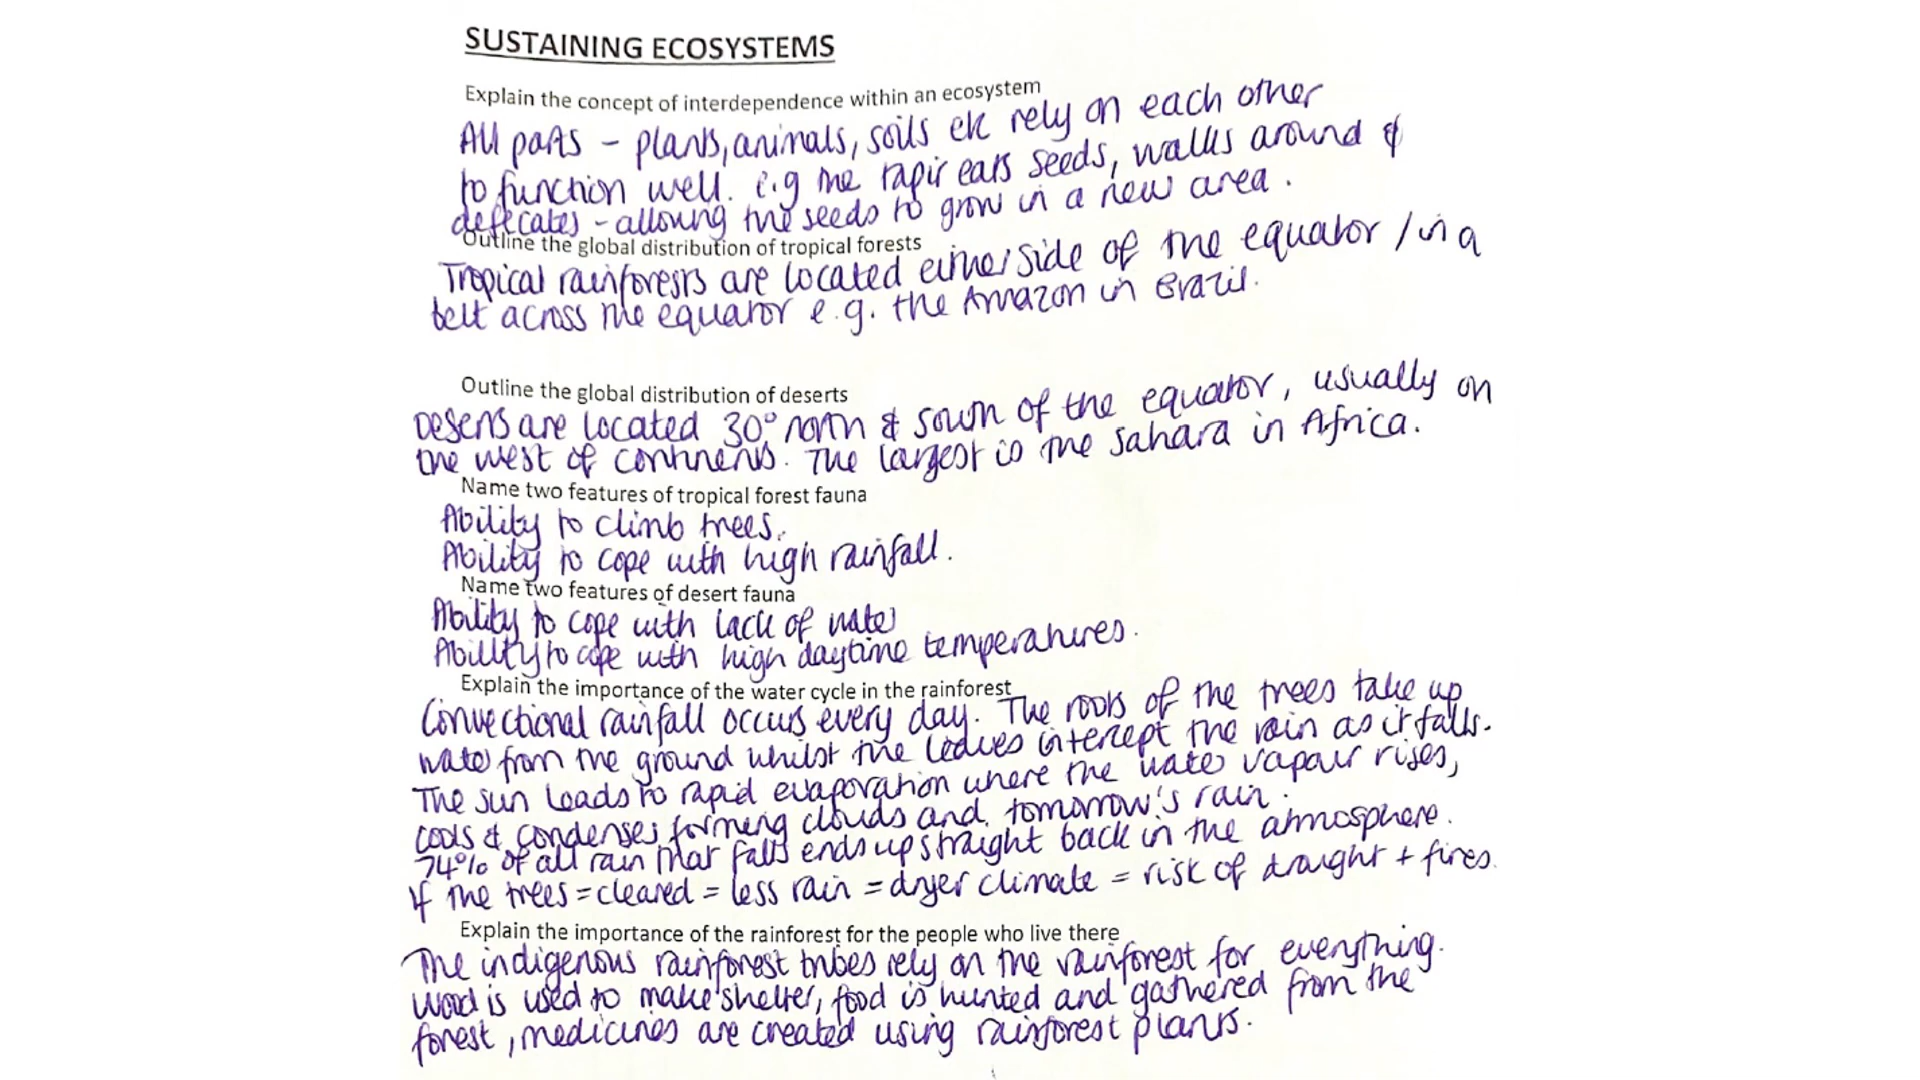 SUSTAINING ECOSYSTEMS
Explain the concept of interdependence within an ecosystem
All parts - plants, animals, soils etc rely on each other
to function well. e.g the tapir eats seeds, walks around &
defecates - allowing the seeds to grow in a new area.
Outline the global distribution of tropical forests
Tropical rainforests are located either side of the equator / in a
belt across the equator e.g. the Amazon in Brazil.
Outline the global distribution of deserts
Deserts are located 30° north & south of the equator, usually on
the west of continents. The largest is the Sahara in Africa.
Name two features of tropical forest fauna
Ability to climb trees.
Ability to cope with high rainfall.
Name two features of desert fauna
Ability to cope with lack of water
Ability to cope with high daytime temperatures.
Explain the importance of the water cycle in the rainforest
Convectional rainfall occurs every day. The roots of the trees take up
water from the ground whilst the leaves intercept the rain as it falls.
The sun leads to rapid evaporation where the water vapour rises,
cools & condenses forming clouds and tomorrow's rain.
74% of all rain that falls ends up straight back in the atmosphere.
If the trees = cleared = less rain = dryer climate = risk of draught + fires.
Explain the importance of the rainforest for the people who live there
The indigenous rainforest tribes rely on the rainforest for everything.
Wood is used to make shelter, food is hunted and gathered from the
forest, medicines are created using rainforest plants.